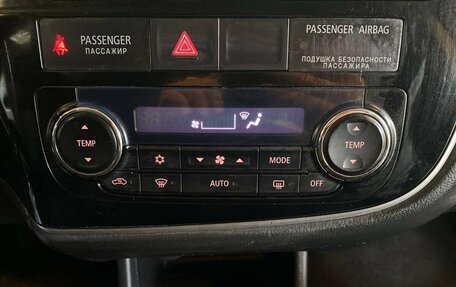 PASSENGER
ПАССАЖИР
PASSENGER AIRBAG
ПОДУШКА БЕЗОПАСНОСТИ
ПАССАЖИРА
TEMP
MODE
TEMP
AUTO
OFF